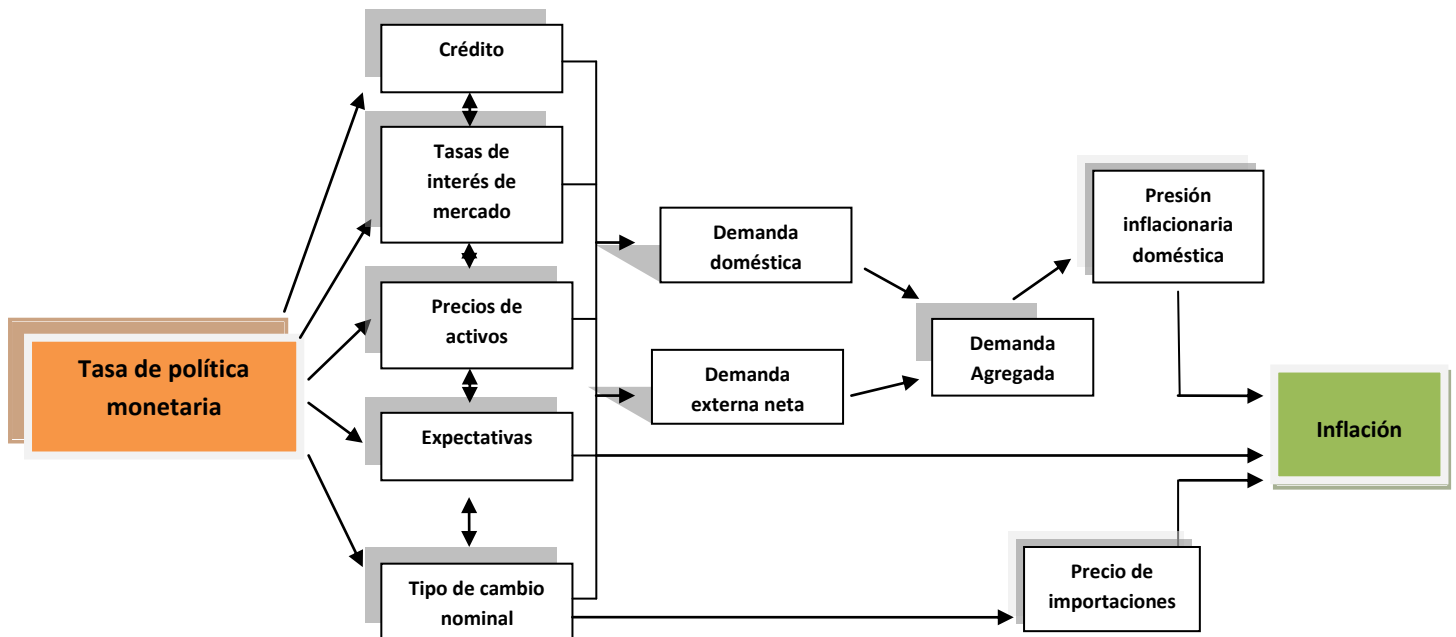 Crédito
Tasas de
interés de
mercado
Precios de
activos
Expectativas
Tipo de cambio
nominal
Tasa de política
monetaria
Demanda
doméstica
Demanda
externa neta
Demanda
Agregada
Presión
inflacionaria
doméstica
Precio de
importaciones
Inflación